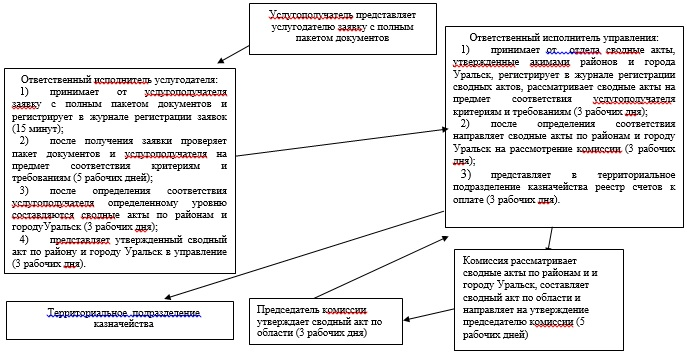 Услугополучатель представляет
услугодателю заявку с полным
пакетом документов
Ответственный исполнитель услугодателя:
1) принимает от услугополучателя
заявку с полным пакетом документов и
регистрирует в журнале регистрации заявок
(15 минут);
2) после получения заявки проверяет
пакет документов и услугополучателя на
предмет соответствия критериям и
требованиям (5 рабочих дней);
3) после определения соответствия
услугополучателя определенному уровню
составляются сводные акты по районам и
городуУральск (3 рабочих дня);
4) представляет утвержденный сводный
акт по району и городу Уральск в управление
(3 рабочих дня).
Ответственный исполнитель управления:
1) принимает от отдела сводные акты,
утвержденные акимами районов и города
Уральск, регистрирует в журнале регистрации
сводных актов, рассматривает сводные акты на
предмет соответствия услугополучателя
критериям и требованиям (3 рабочих дня);
2) после определения соответствия
направляет сводные акты по районам и городу
Уральск на рассмотрение комиссии (3 рабочих
дня);
3) представляет в территориальное
подразделение казначейства реестр счетов к
оплате (3 рабочих дня).
Территориальное подразделение
казначейства
Председатель комиссии
утверждает сводный акт по
области (3 рабочих дня)
Комиссия рассматривает
сводные акты по районам и и
городу Уральск, составляет
сводный акт по области и
направляет на утверждение
председателю комиссии (5
рабочих дней)